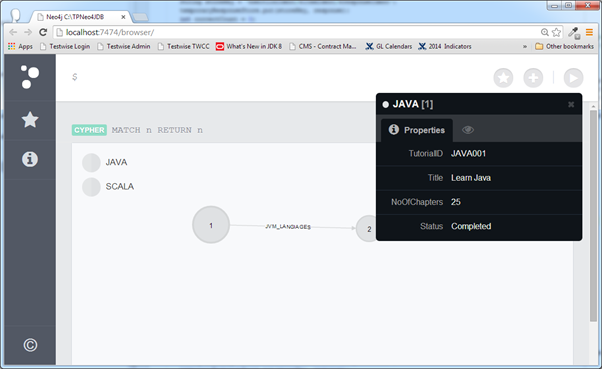 Neo4j C:\TPNeo4JDB
localhost:7474/browser/
Apps Testwise Testwise Admin Testwise TWCC What's New in JDK 8 CMS - Contract Ma... GL Calendars 2014 Indicators » Other bookmarks
$
JAVA [1]
CYPHER MATCH n RETURN n
Properties
JAVA
TutorialID JAVA001
SCALA
Title Learn Java
NoOfChapters 25
1
JVM_LANGIAGES
2
Status Completed
©